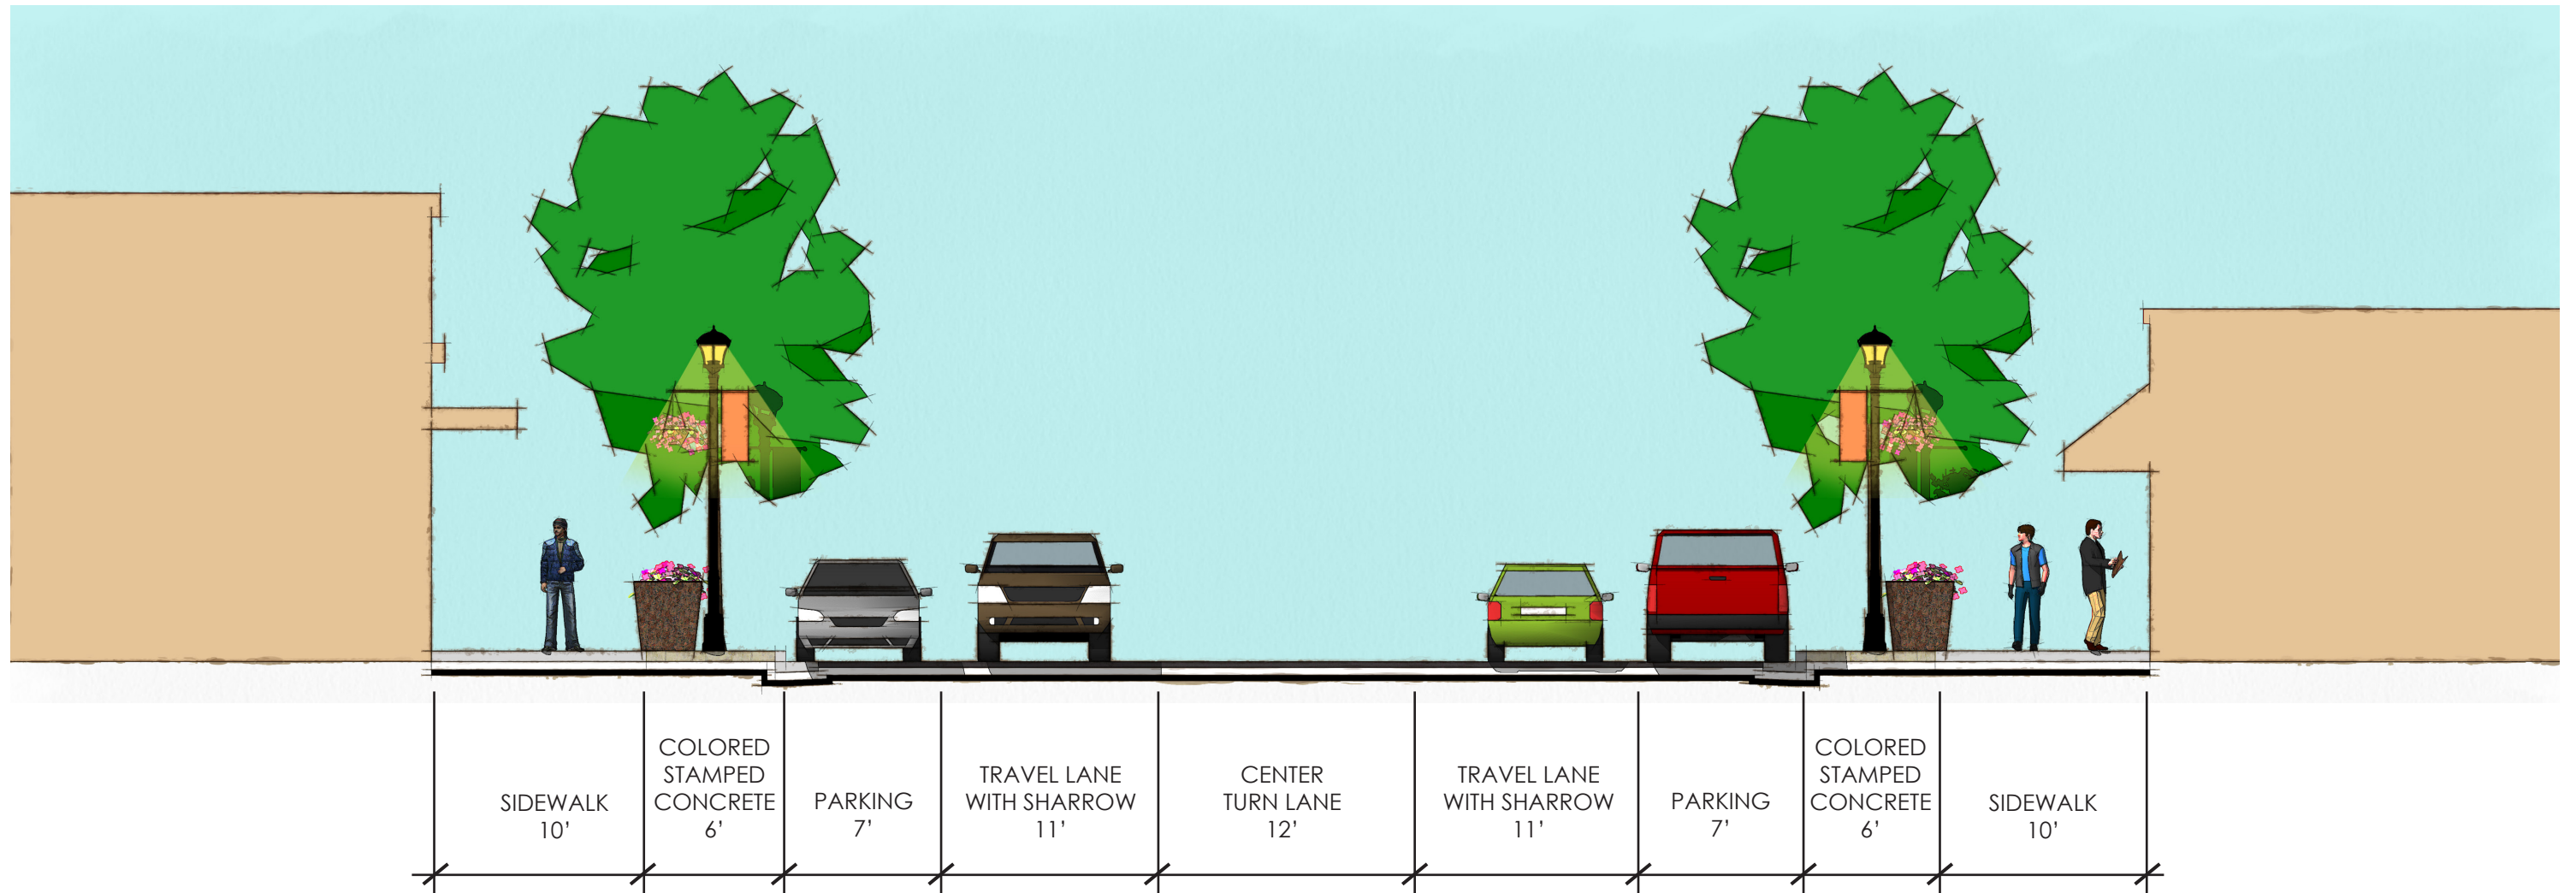 SIDEWALK
10’
COLORED
STAMPED
CONCRETE
6’
PARKING
7’
TRAVEL LANE
WITH SHARROW
11’
CENTER
TURN LANE
12’
TRAVEL LANE
WITH SHARROW
11’
PARKING
7’
COLORED
STAMPED
CONCRETE
6’
SIDEWALK
10’